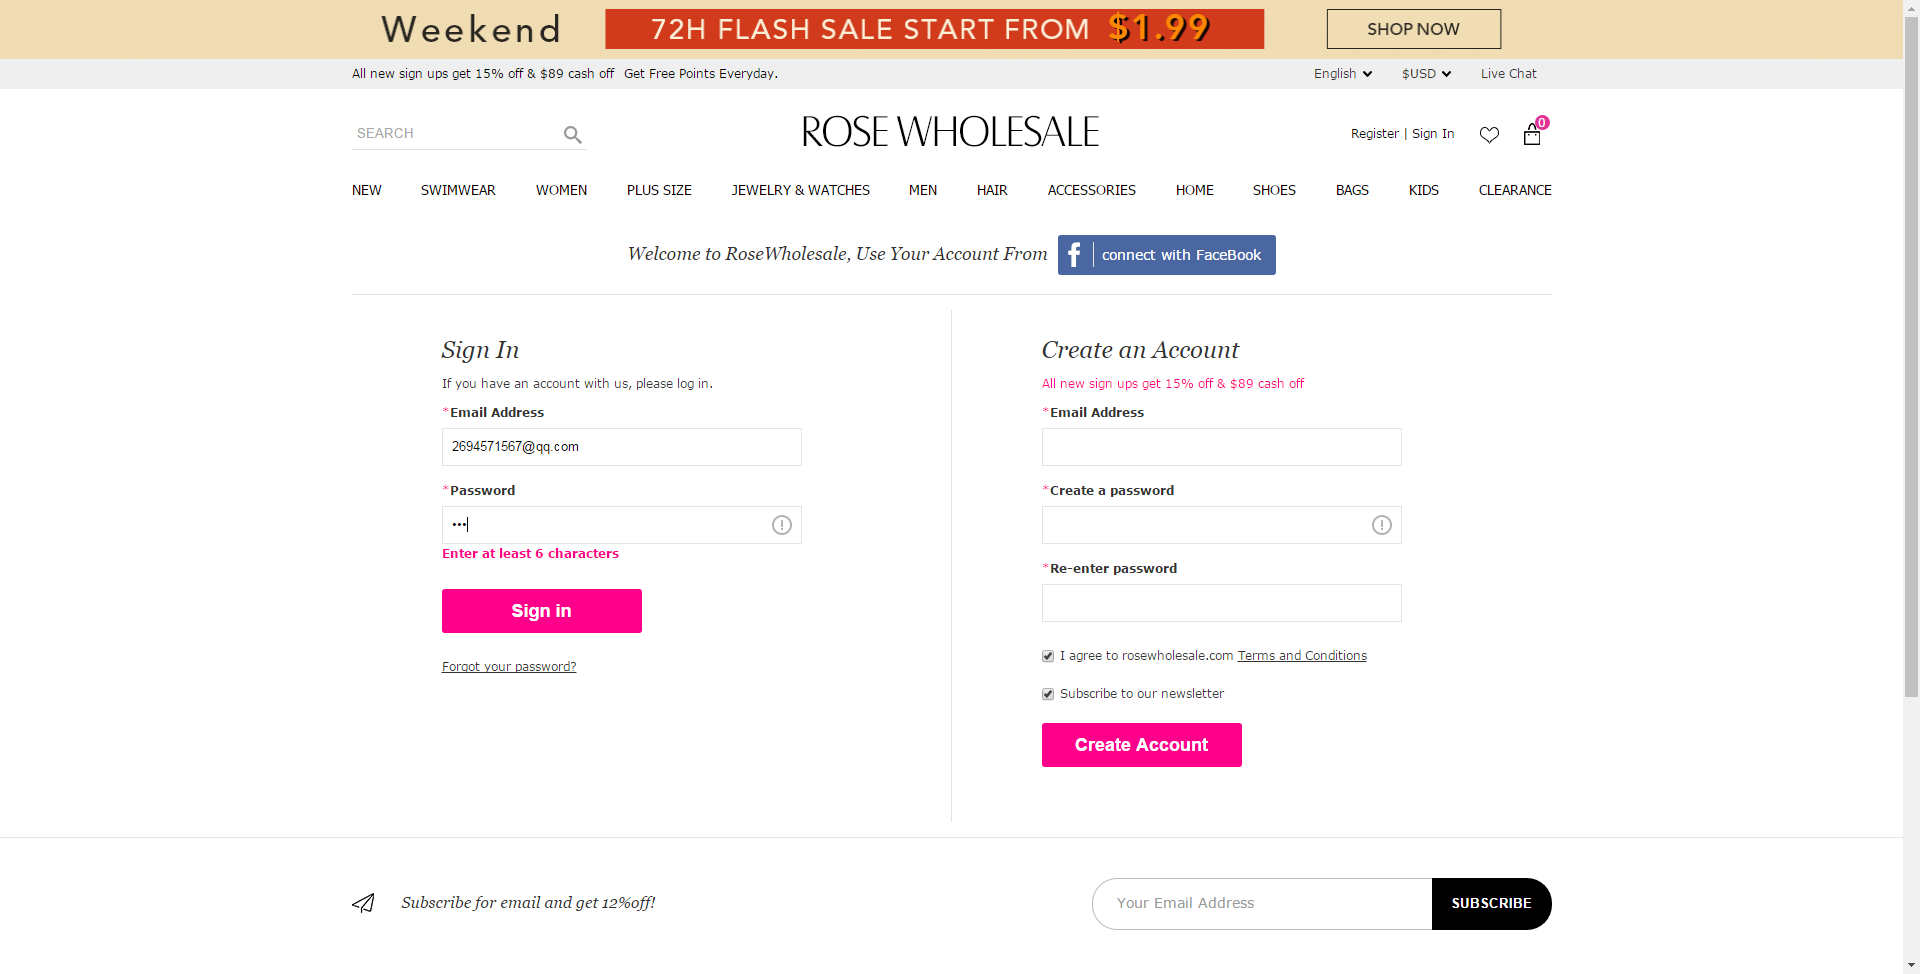 Weekend 72H FLASH SALE START FROM $1.99 SHOP NOW
All new sign ups get 15% off & $89 cash off Get Free Points Everyday. English $USD Live Chat
SEARCH ROSE WHOLESALE Register | Sign In 0
NEW SWIMWEAR WOMEN PLUS SIZE JEWELRY & WATCHES MEN HAIR ACCESSORIES HOME SHOES BAGS KIDS CLEARANCE
Welcome to RoseWholesale, Use Your Account From f connect with FaceBook
Sign In
If you have an account with us, please log in.
*Email Address
2694571567@qq.com
*Password
•••
Enter at least 6 characters
Sign in
Forgot your password?
Create an Account
All new sign ups get 15% off & $89 cash off
*Email Address
*Create a password
*Re-enter password
I agree to rosewholesale.com Terms and Conditions
Subscribe to our newsletter
Create Account
Subscribe for email and get 12%off!
Your Email Address SUBSCRIBE